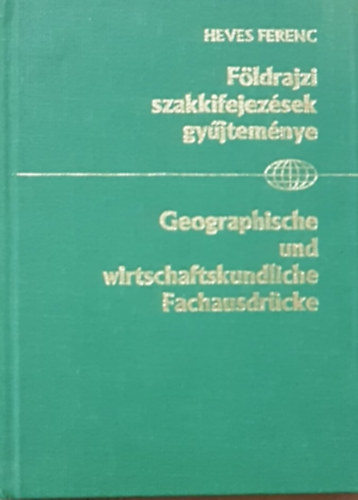 HEVES FERENC
Földrajzi
szakkifejezések
gyűjteménye
Geographische
und
wirtschaftskundliche
Fachausdrücke